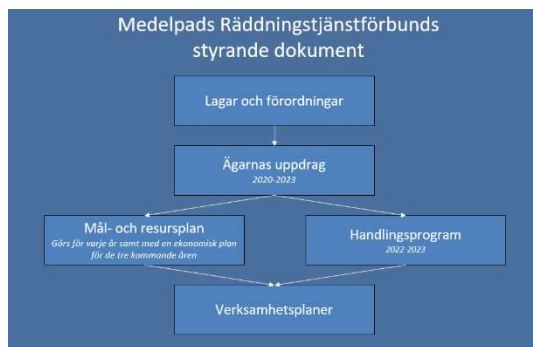 Medelpads Räddningstjänstförbunds
styrande dokument
Lagar och förordningar
Ägarnas uppdrag
2020-2023
Mål- och resursplan
Görs för varje år samt med en ekonomisk plan
för de tre kommande åren
Handlingsprogram
2022-2023
Verksamhetsplaner